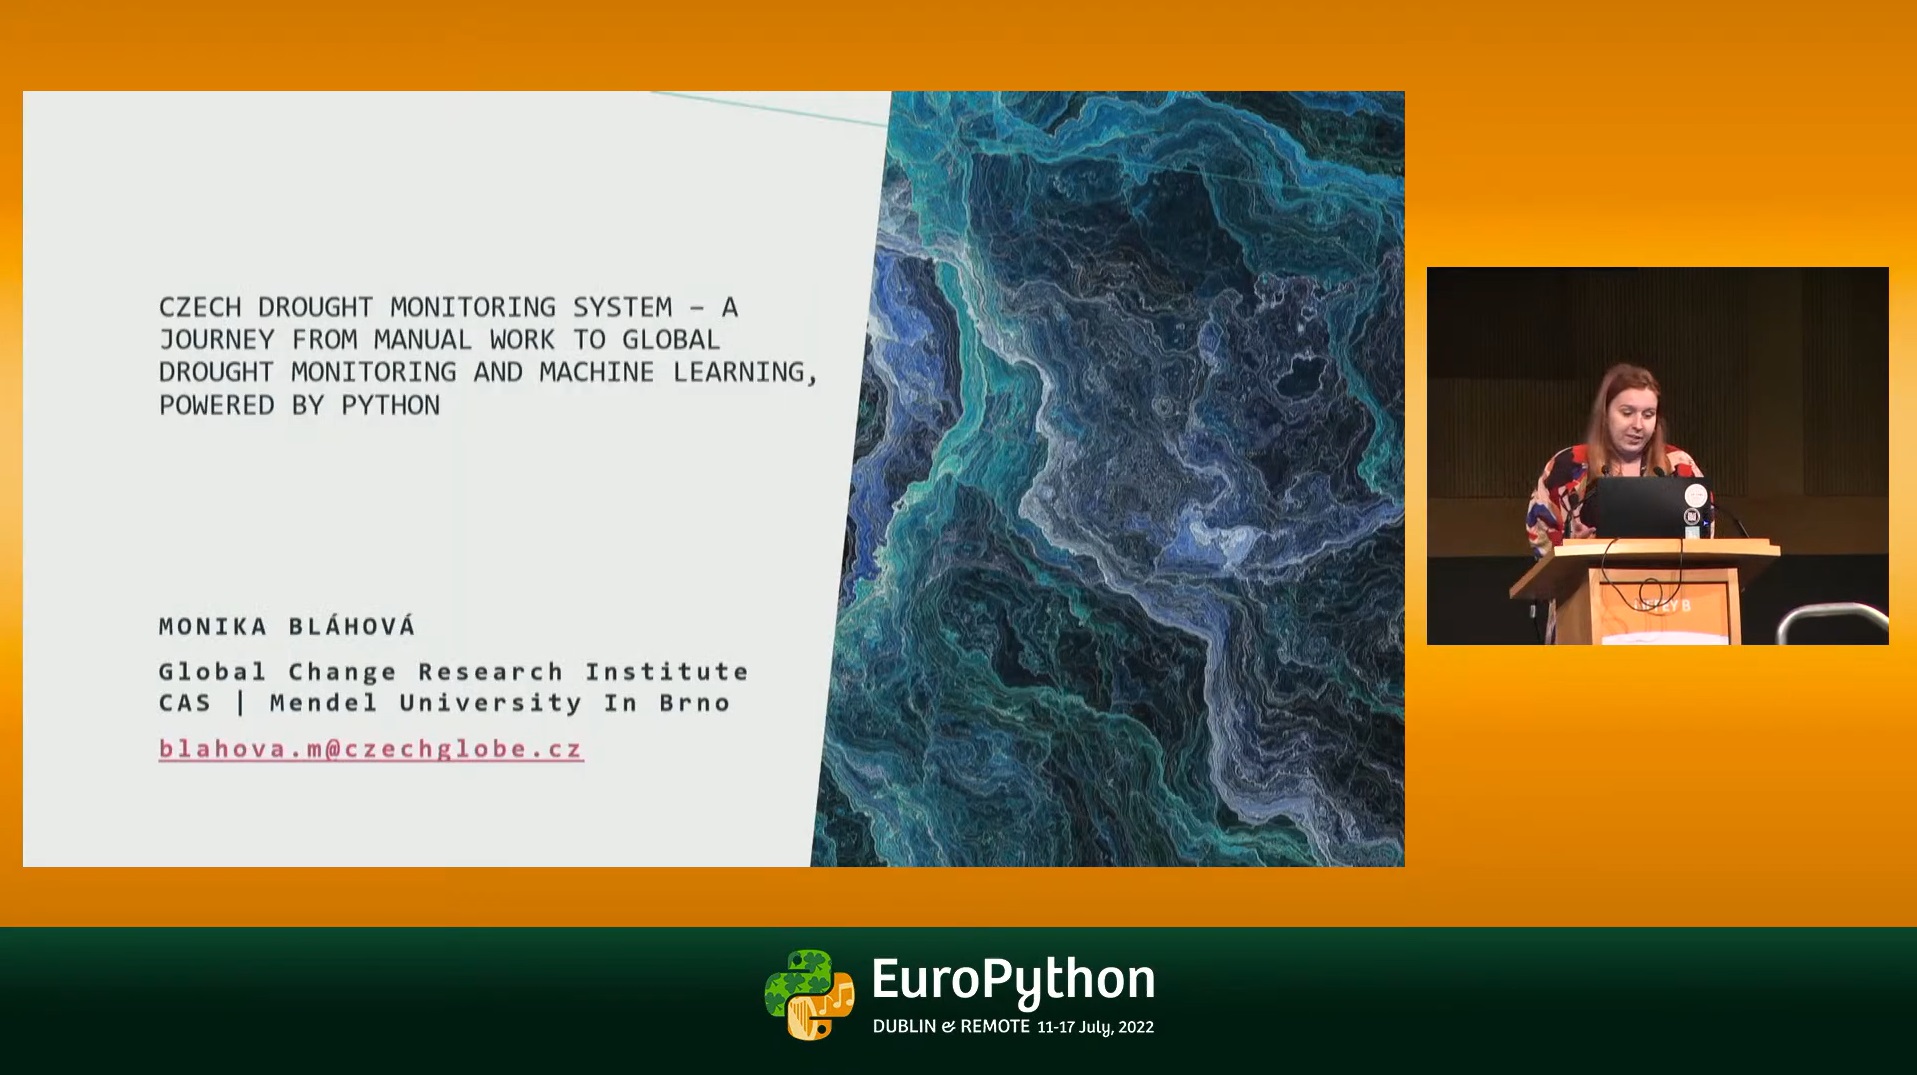 CZECH DROUGHT MONITORING SYSTEM – A
JOURNEY FROM MANUAL WORK TO GLOBAL
DROUGHT MONITORING AND MACHINE LEARNING,
POWERED BY PYTHON
MONIKA BLÁHOVÁ
Global Change Research Institute
CAS | Mendel University In Brno
blahova.m@czechglobe.cz
EuroPython
DUBLIN & REMOTE 11-17 July, 2022